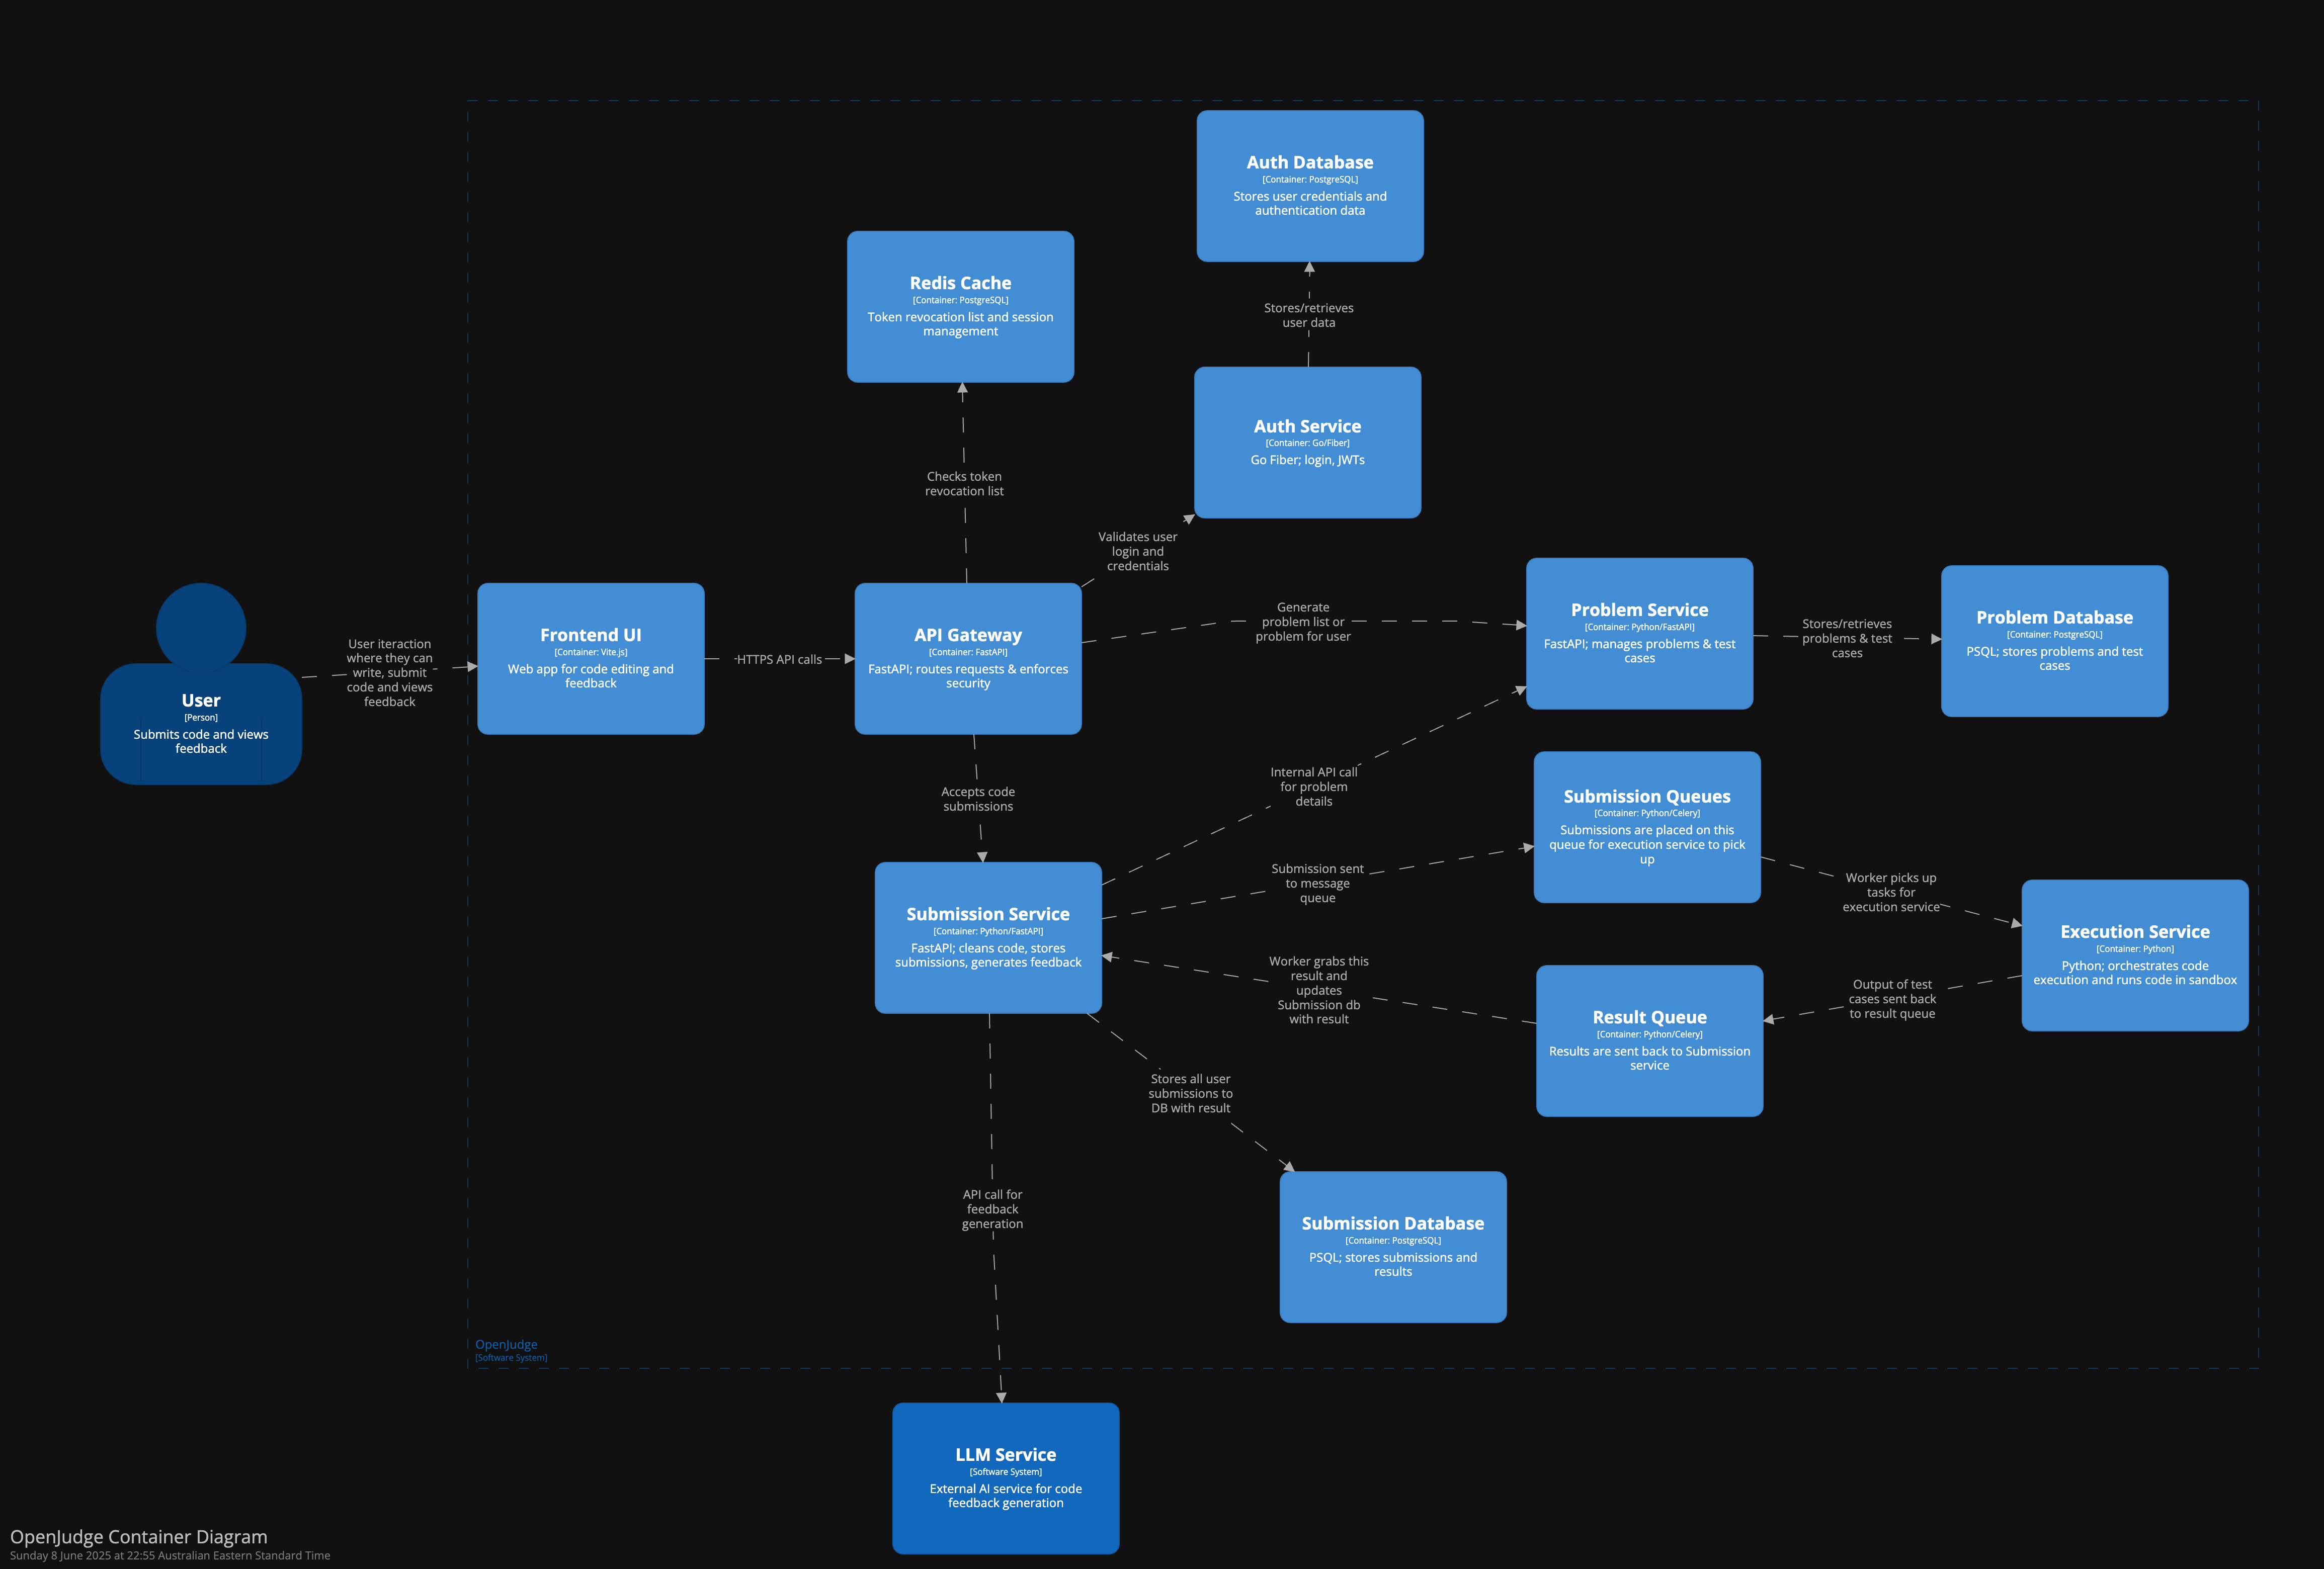 Auth Database
[Container: PostgreSQL]
Stores user credentials and
authentication data
Redis Cache
[Container: PostgreSQL]
Token revocation list and session
management
Stores/retrieves
user data
Auth Service
[Container: Go/Fiber]
Go Fiber; login, JWTs
Checks token
revocation list
Validates user
login and
credentials
User
[Person]
Submits code and views
feedback
User iteraction
where they can
write, submit
code and views
feedback
Frontend UI
[Container: Vite.js]
Web app for code editing and
feedback
HTTPS API calls
API Gateway
[Container: FastAPI]
FastAPI; routes requests & enforces
security
Generate
problem list or
problem for user
Problem Service
[Container: Python/FastAPI]
FastAPI; manages problems & test
cases
Stores/retrieves
problems & test
cases
Problem Database
[Container: PostgreSQL]
PSQL; stores problems and test
cases
Accepts code
submissions
Internal API call
for problem
details
Submission Queues
[Container: Python/Celery]
Submissions are placed on this
queue for execution service to pick
up
Submission sent
to message
queue
Worker picks up
tasks for
execution service
Submission Service
[Container: Python/FastAPI]
FastAPI; cleans code, stores
submissions, generates feedback
Execution Service
[Container: Python]
Python; orchestrates code
execution and runs code in sandbox
Worker grabs this
result and
updates
Submission db
with result
Output of test
cases sent back
to result queue
Result Queue
[Container: Python/Celery]
Results are sent back to Submission
service
Stores all user
submissions to
DB with result
API call for
feedback
generation
Submission Database
[Container: PostgreSQL]
PSQL; stores submissions and
results
OpenJudge
[Software System]
LLM Service
[Software System]
External AI service for code
feedback generation
OpenJudge Container Diagram
Sunday 8 June 2025 at 22:55 Australian Eastern Standard Time